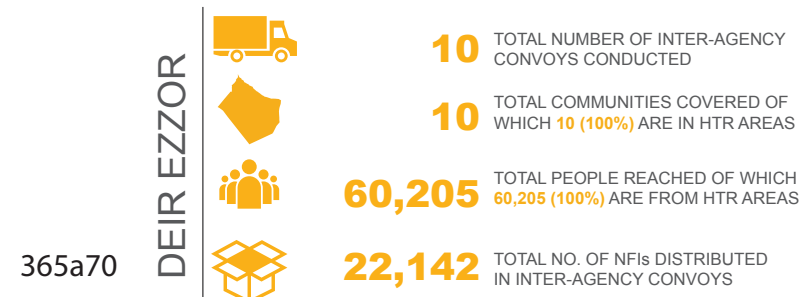 DEIR EZZOR
10 TOTAL NUMBER OF INTER-AGENCY
CONVOYS CONDUCTED
10 TOTAL COMMUNITIES COVERED OF
WHICH 10 (100%) ARE IN HTR AREAS
60,205 TOTAL PEOPLE REACHED OF WHICH
60,205 (100%) ARE FROM HTR AREAS
22,142 TOTAL NO. OF NFIs DISTRIBUTED
IN INTER-AGENCY CONVOYS
365a70